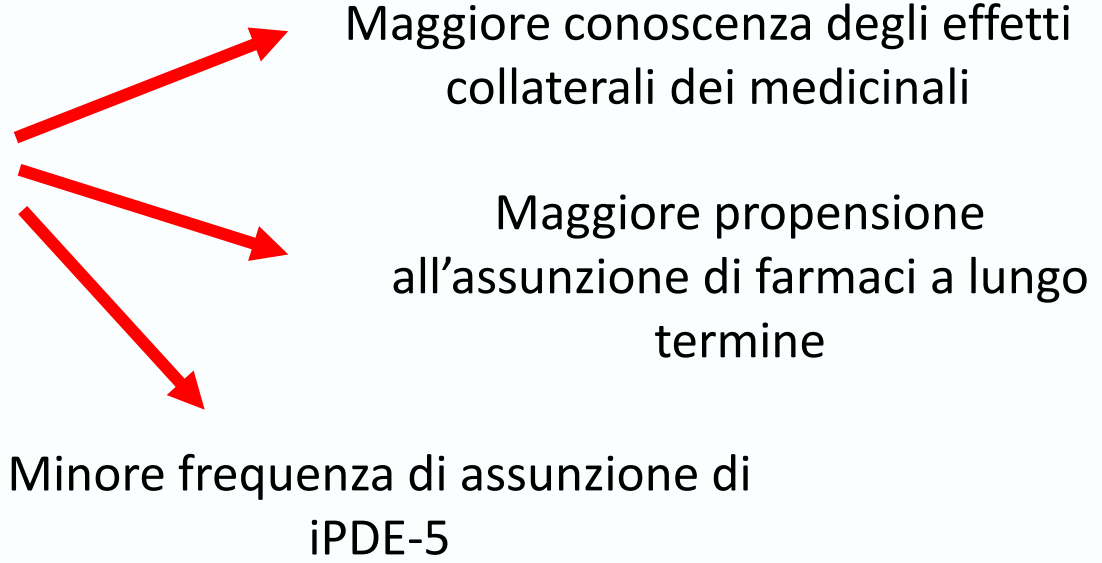 Maggiore conoscenza degli effetti
collaterali dei medicinali
Maggiore propensione
all’assunzione di farmaci a lungo
termine
Minore frequenza di assunzione di
iPDE-5